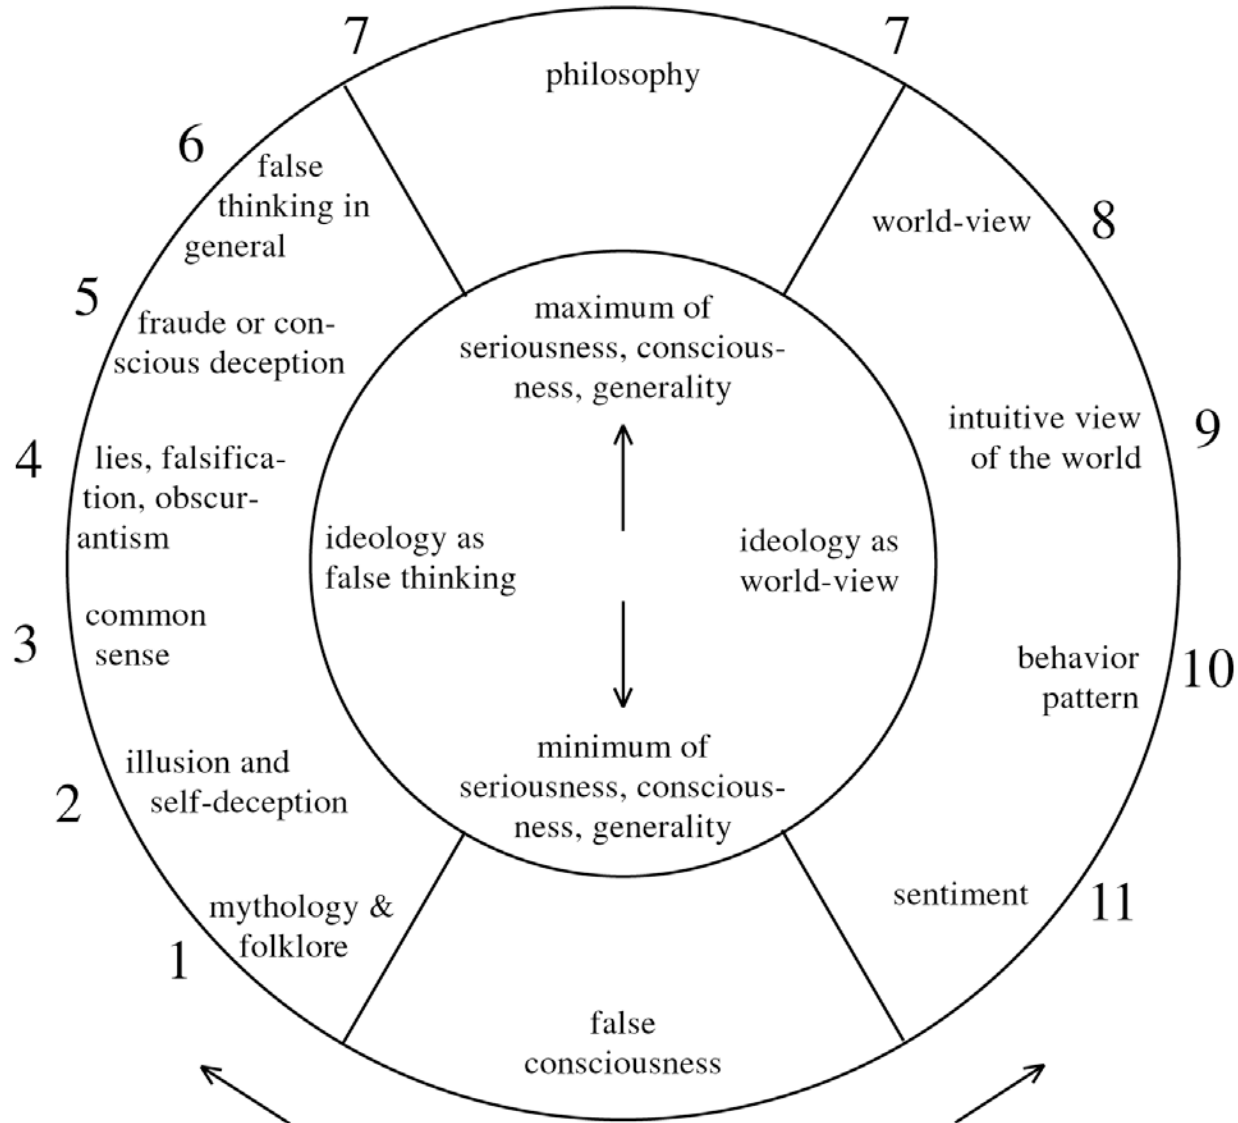 7
7
philosophy
6
false
thinking in
general
world-view
8
5
fraude or con-
scious deception
maximum of
seriousness, conscious-
ness, generality
intuitive view
of the world
9
4
lies, falsifica-
tion, obscur-
antism
ideology as
false thinking
ideology as
world-view
3
common
sense
behavior
pattern
10
2
illusion and
self-deception
minimum of
seriousness, conscious-
ness, generality
1
mythology &
folklore
sentiment
11
false
consciousness